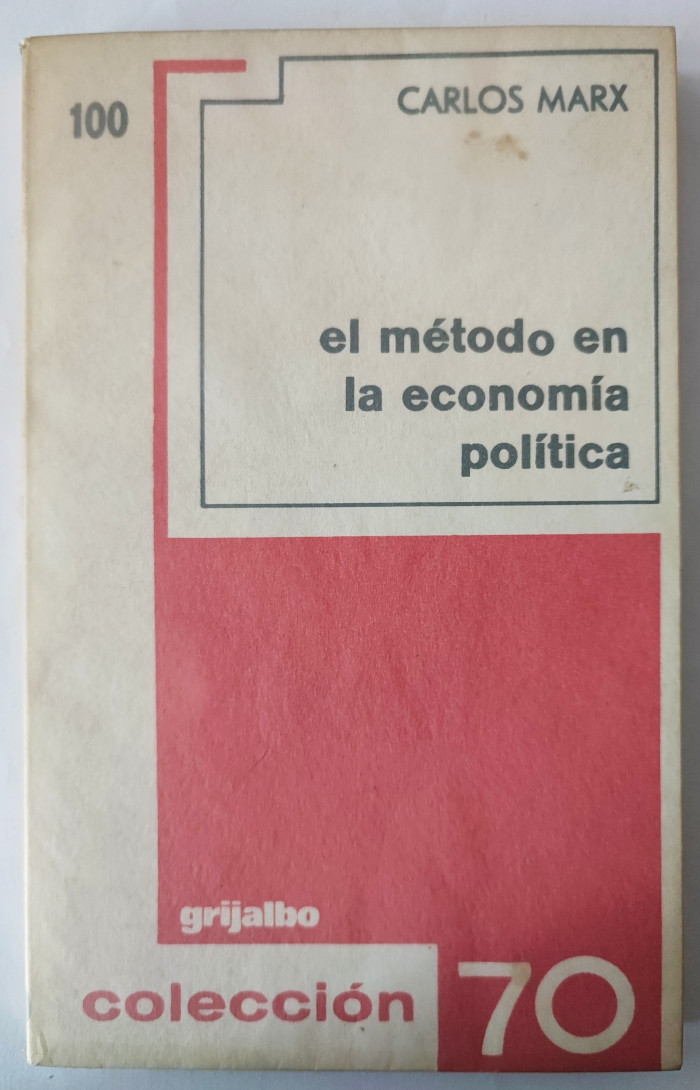 100
CARLOS MARX
el método en
la economía
política
grijalbo
colección 70